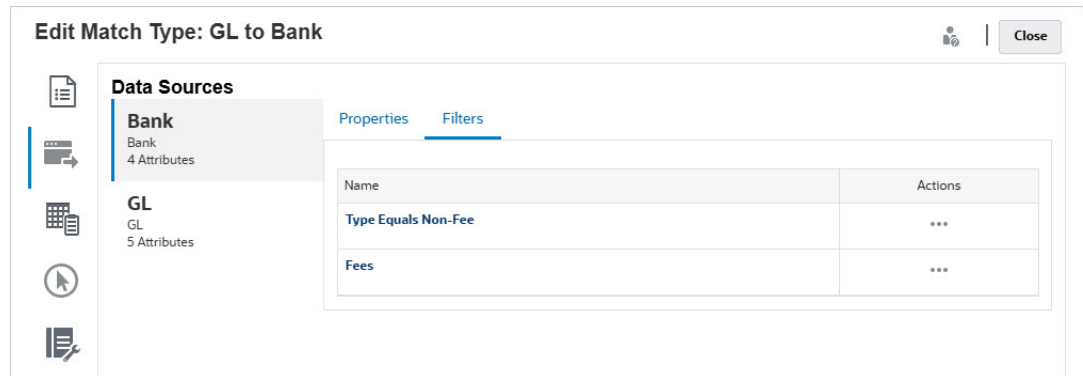 Edit Match Type: GL to Bank
Close
Data Sources
Bank
Bank
4 Attributes
GL
GL
5 Attributes
Properties Filters
Name Actions
Type Equals Non-Fee
Fees